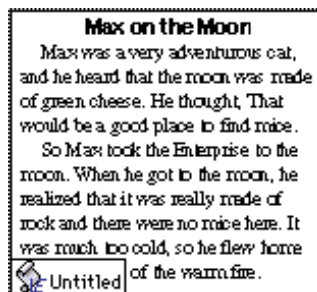 Max on the Moon
Max was a very adventurous cat,
and he heard that the moon was made
of green cheese. He thought, That
would be a good place to find mice.
So Max took the Enterprise to the
moon. When he got to the moon, he
realized that it was really made of
rock and there were no mice here. It
was much too cold, so he flew home
of the warm fire.
Untitled